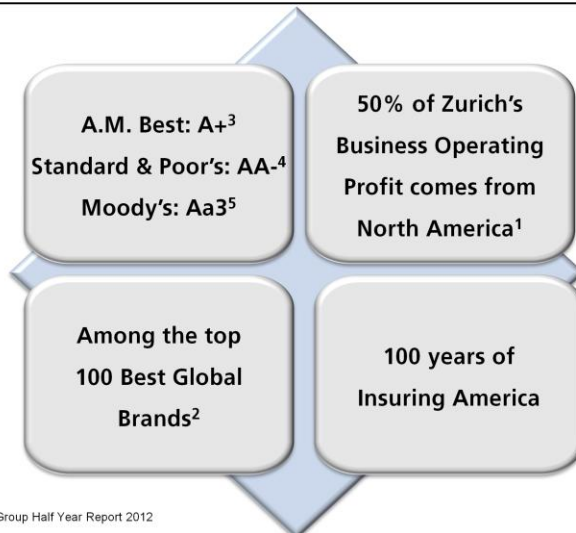 A.M. Best: A+³
Standard & Poor's: AA-⁴
Moody's: Aa3⁵
50% of Zurich's
Business Operating
Profit comes from
North America¹
Among the top
100 Best Global
Brands²
100 years of
Insuring America
Group Half Year Report 2012